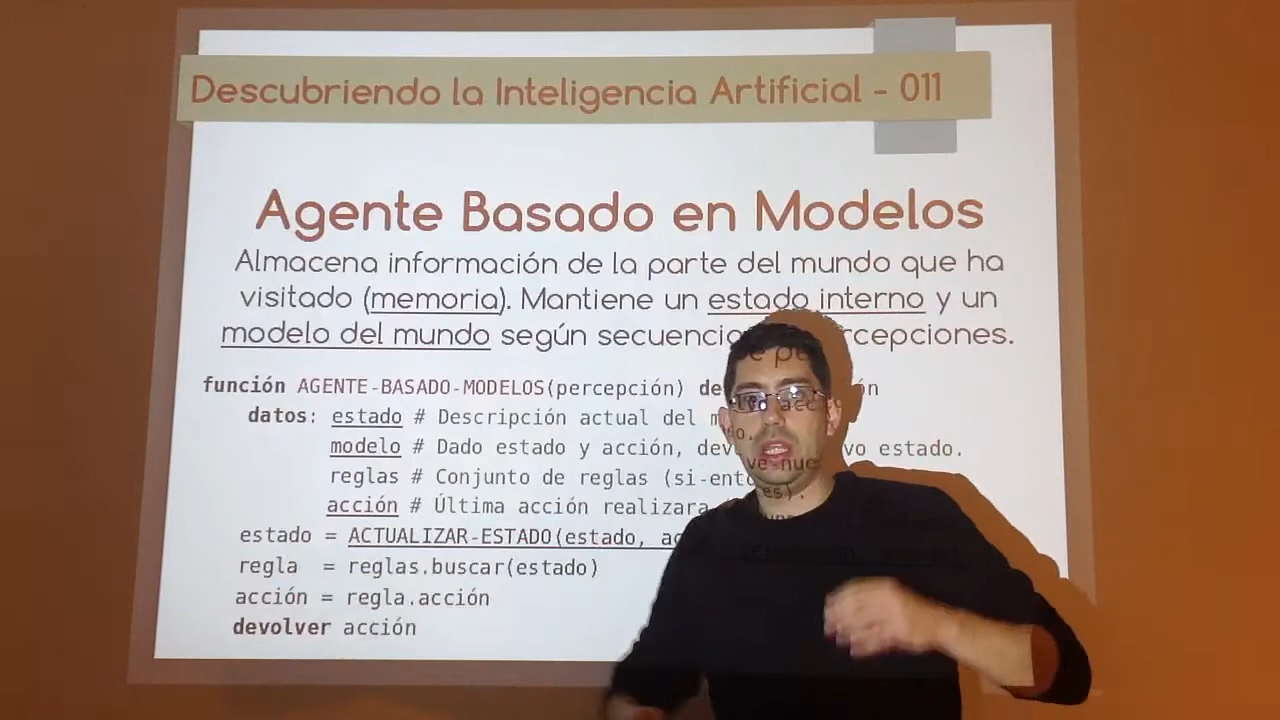 Descubriendo la Inteligencia Artificial - 011
Agente Basado en Modelos
Almacena información de la parte del mundo que ha
visitado (memoria). Mantiene un estado interno y un
modelo del mundo según secuencia percepciones.
función AGENTE-BASADO-MODELOS(percepción)
datos: estado # Descripción actual del
modelo # Dado estado y acción, estado.
reglas # Conjunto de reglas
acción # Última acción realizara
estado = ACTUALIZAR-ESTADO(estado,
regla = reglas.buscar(estado)
acción = regla.acción
devolver acción